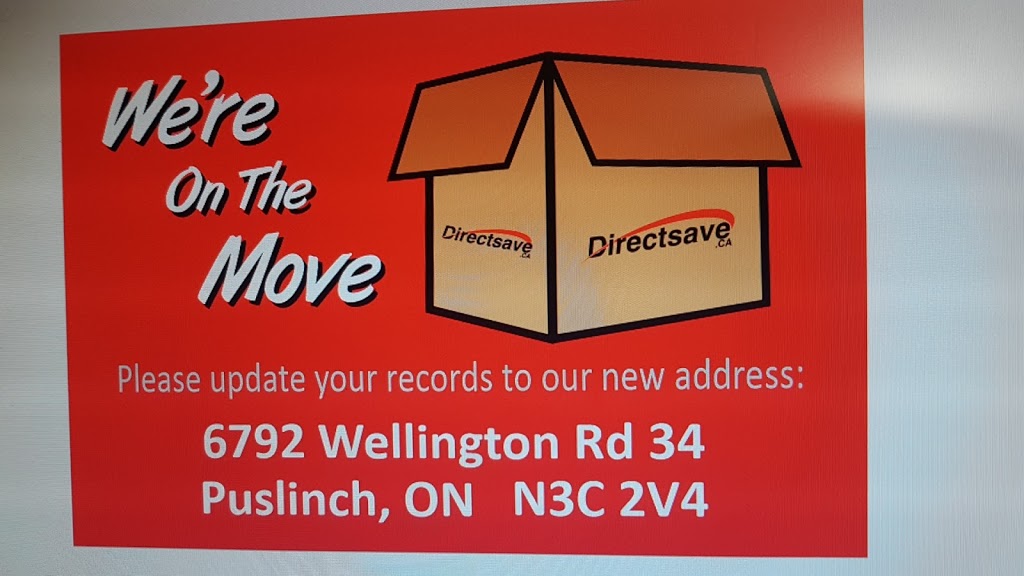 We're
On The
Move
Directsave
.CA
Directsave
.CA
Please update your records to our new address:
6792 Wellington Rd 34
Puslinch, ON   N3C 2V4